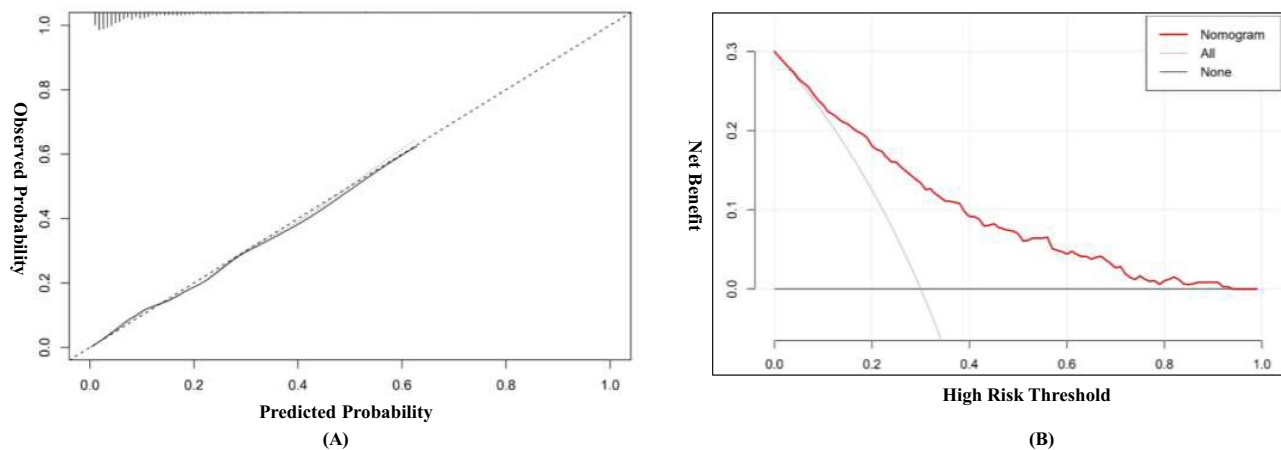 1.0
0.8
0.6
0.4
0.2
0.0
Observed Probability
0.0 0.2 0.4 0.6 0.8 1.0
Predicted Probability
(A)
Nomogram
All
None
0.3
0.2
0.1
0.0
Net Benefit
0.0 0.2 0.4 0.6 0.8 1.0
High Risk Threshold
(B)